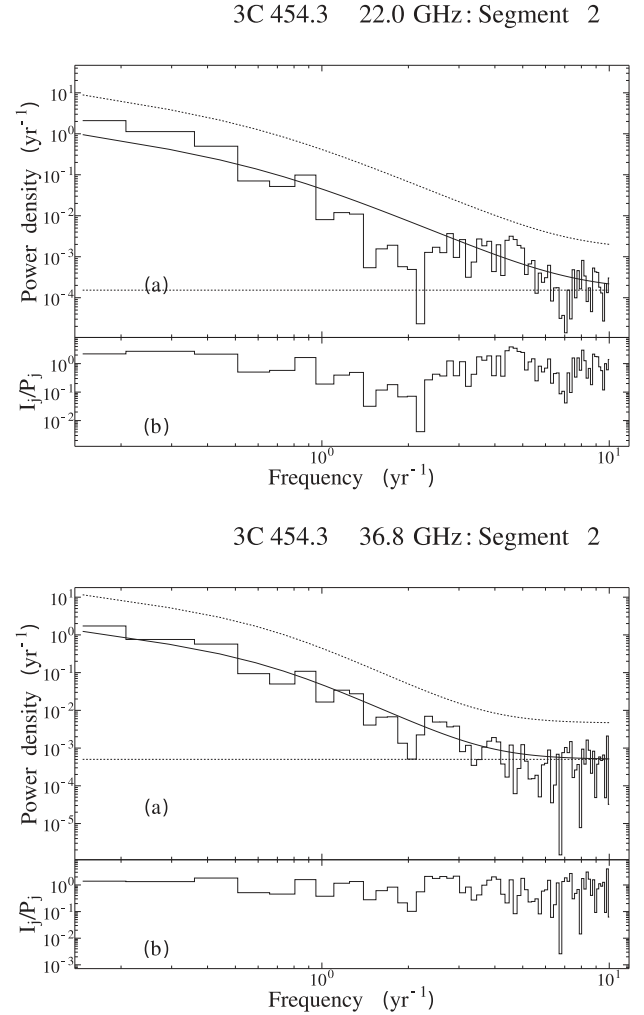 3C 454.3 22.0 GHz: Segment 2
Power density (yr⁻¹)
10¹
10⁰
10⁻¹
10⁻²
10⁻³
10⁻⁴
(a)
I_j/P_j
10⁰
10⁻¹
10⁻²
(b)
10⁰
10¹
Frequency (yr⁻¹)
3C 454.3 36.8 GHz: Segment 2
Power density (yr⁻¹)
10¹
10⁰
10⁻¹
10⁻²
10⁻³
10⁻⁴
10⁻⁵
(a)
I_j/P_j
10⁰
10⁻¹
10⁻²
10⁻³
(b)
10⁰
10¹
Frequency (yr⁻¹)